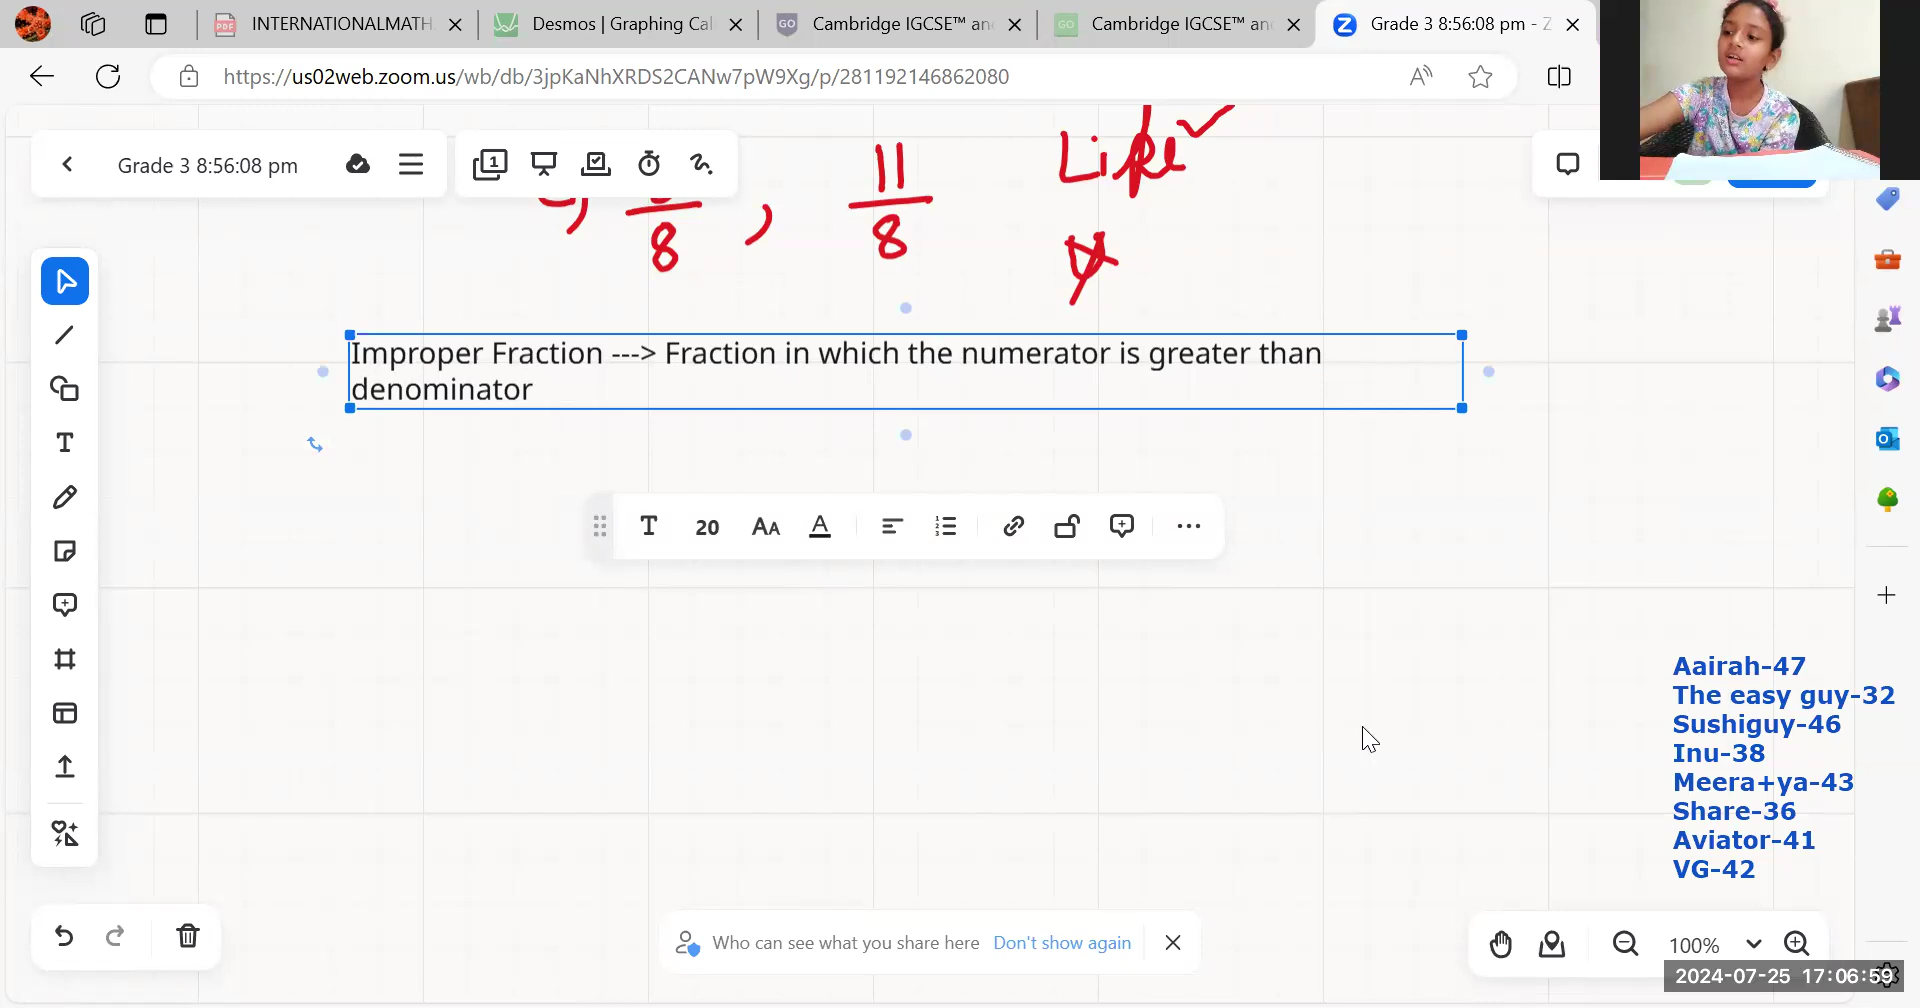 INTERNATIONALMATH
Desmos | Graphing Cal
Cambridge IGCSE™ an
Cambridge IGCSE™ an
Grade 3 8:56:08 pm - Z
https://us02web.zoom.us/wb/db/3jpKaNhXRDS2CANw7pW9Xg/p/281192146862080
Grade 3 8:56:08 pm
1
, 8 , 11/8
Like ✓
Improper Fraction ---> Fraction in which the numerator is greater than
denominator
20
Aairah-47
The easy guy-32
Sushiguy-46
Inu-38
Meera+ya-43
Share-36
Aviator-41
VG-42
Who can see what you share here Don't show again
100%
2024-07-25 17:06:59